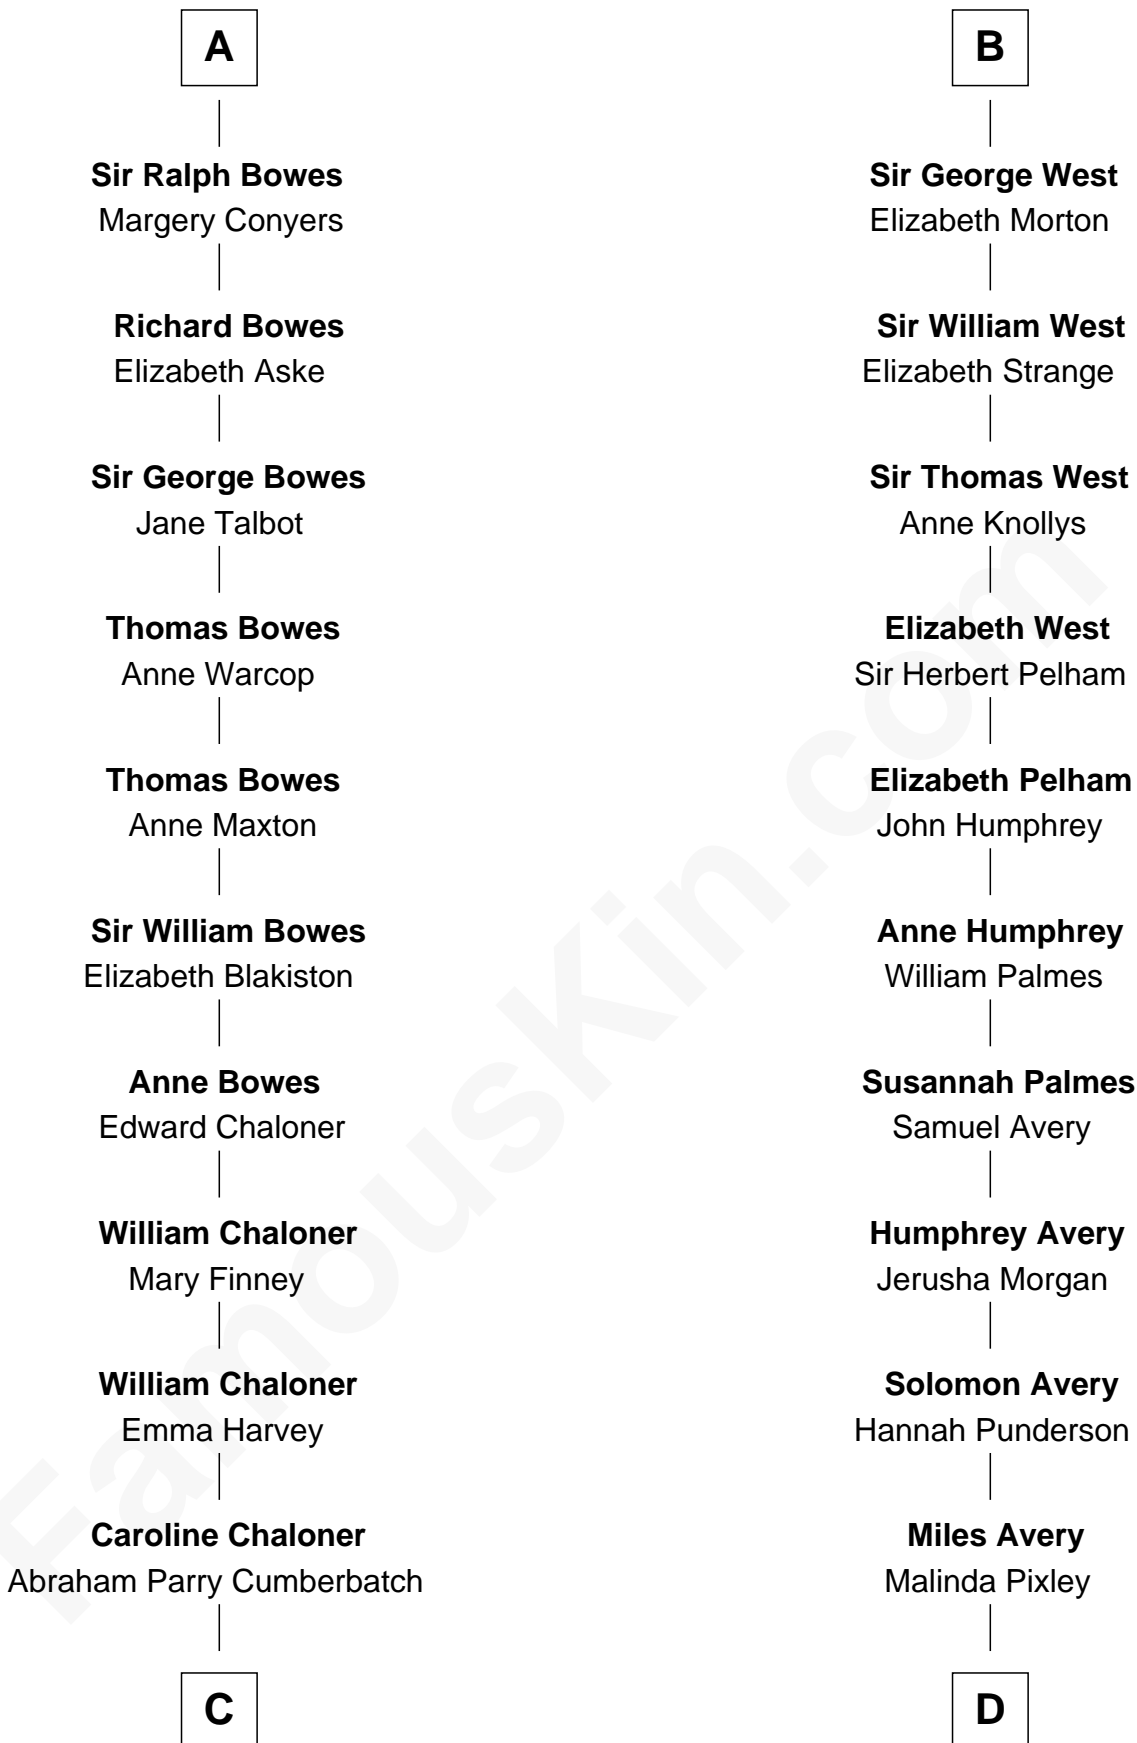 A
Sir Ralph Bowes
Margery Conyers
Richard Bowes
Elizabeth Aske
Sir George Bowes
Jane Talbot
Thomas Bowes
Anne Warcop
Thomas Bowes
Anne Maxton
Sir William Bowes
Elizabeth Blakiston
Anne Bowes
Edward Chaloner
William Chaloner
Mary Finney
William Chaloner
Emma Harvey
Caroline Chaloner
Abraham Parry Cumberbatch
C
B
Sir George West
Elizabeth Morton
Sir William West
Elizabeth Strange
Sir Thomas West
Anne Knollys
Elizabeth West
Sir Herbert Pelham
Elizabeth Pelham
John Humphrey
Anne Humphrey
William Palmes
Susannah Palmes
Samuel Avery
Humphrey Avery
Jerusha Morgan
Solomon Avery
Hannah Punderson
Miles Avery
Malinda Pixley
D
FamousKin.com